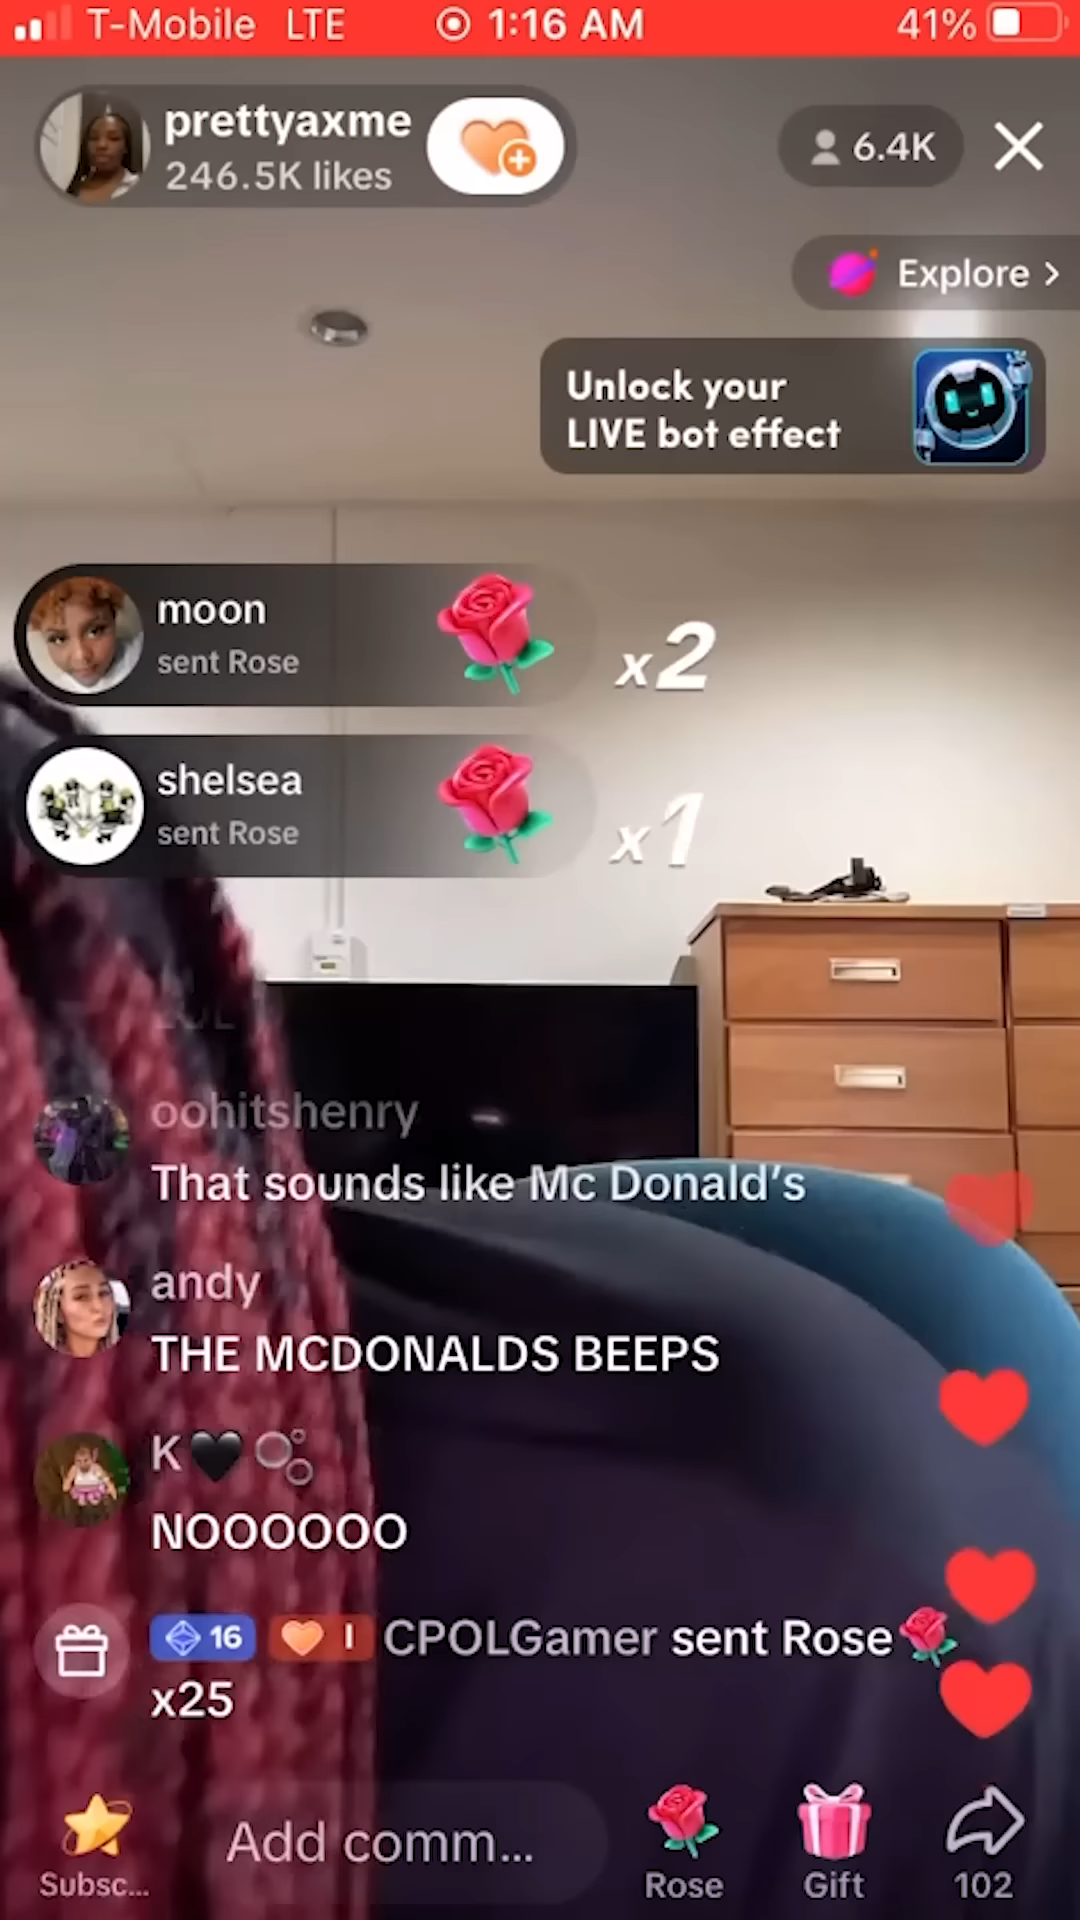 T-Mobile LTE 1:16 AM 41%
prettyaxme
246.5K likes
6.4K
Explore >
Unlock your
LIVE bot effect
moon
sent Rose
x2
shelsea
sent Rose
x1
LOL
oohitshenry
That sounds like Mc Donald's
andy
THE MCDONALDS BEEPS
K🖤🫧
NOOOOOO
16 I CPOLGamer sent Rose🌹
x25
Subsc...
Add comm...
Rose
Gift
102